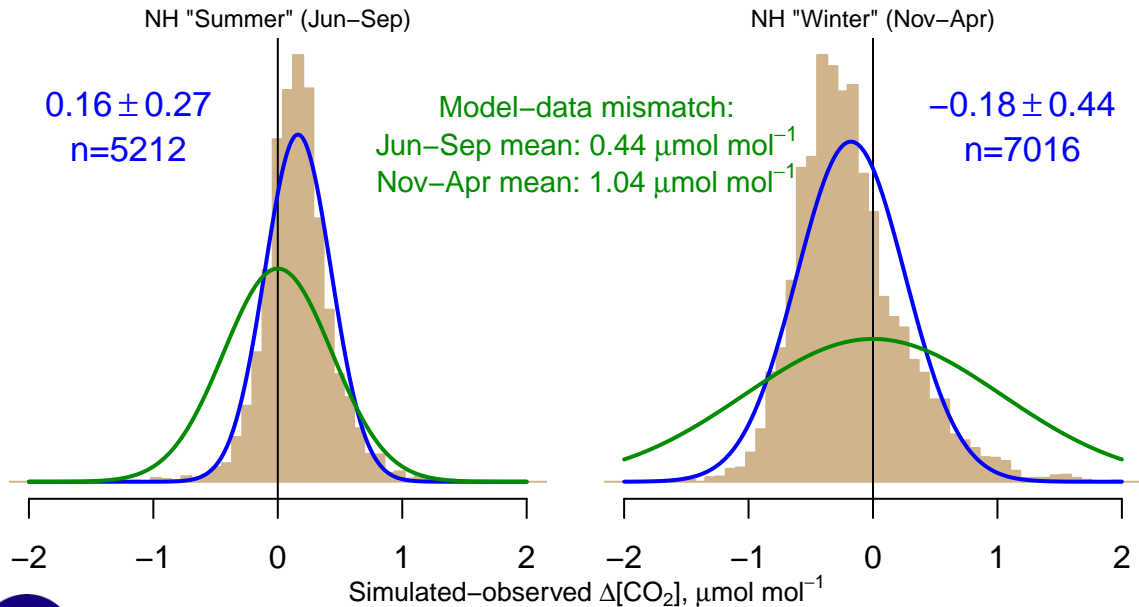 NH "Summer" (Jun−Sep)
NH "Winter" (Nov−Apr)
0.16 ± 0.27
n=5212
Model−data mismatch:
Jun−Sep mean: 0.44 μmol mol⁻¹
Nov−Apr mean: 1.04 μmol mol⁻¹
−0.18 ± 0.44
n=7016
−2 −1 0 1 2
−2 −1 0 1 2
Simulated−observed Δ[CO₂], μmol mol⁻¹